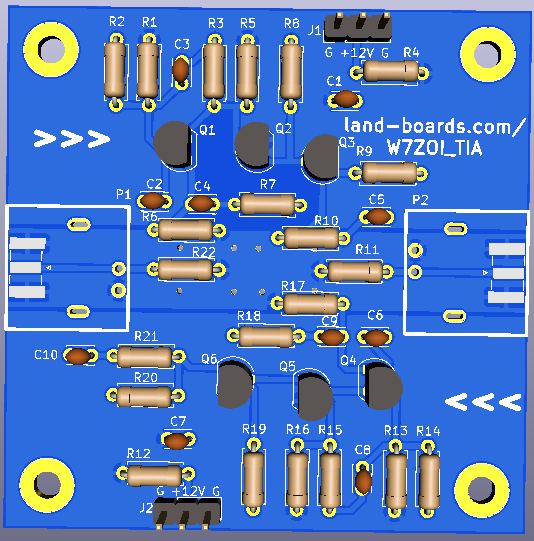 R2 R1 R3 R5 R8 J1
C3 G +12V G R4
C1
land-boards.com/
W7ZOI_TIA
>>> Q1 Q2 Q3
R9
P1 C2 C4 R7 C5 P2
R6 R10
R22 R11
R17
R18 C9 C6
R21
C10 Q6 Q5 Q4
R20
<<<
C7 R19 R16 R15 R13 R14
R12 C8
G +12V G
J2